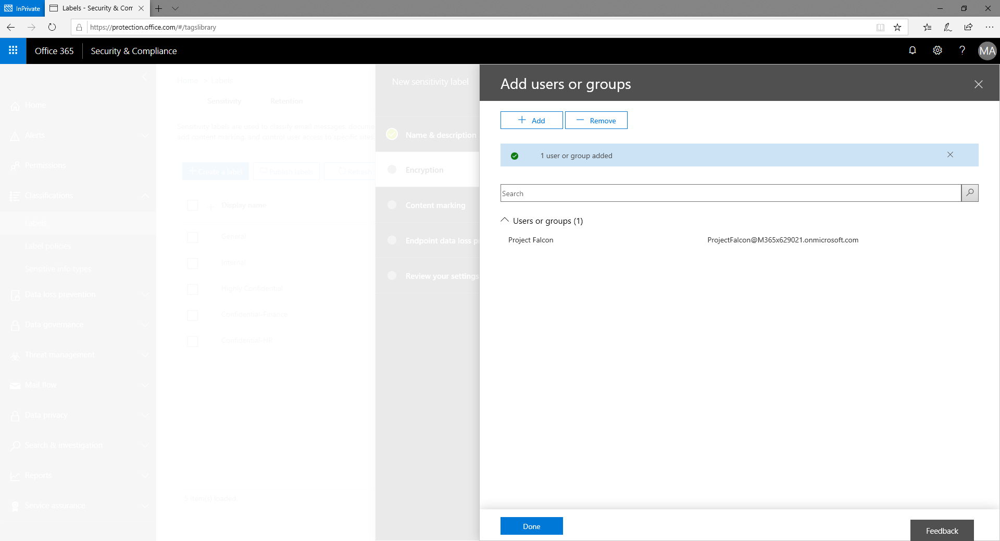 InPrivate
Labels - Security & Com
https://protection.office.com/#/tagslibrary
Office 365
Security & Compliance
MA
Home > Labels
Sensitivity
Retention
Sensitivity labels are used to classify email messages, docume
add content marking, and control user access to specific sites.
+ Create a label
Publish labels
Refresh
Display name
General
Internal
Highly Confidential
Confidential-Finance
Confidential-HR
5 item(s) loaded.
Home
Alerts
Permissions
Classifications
Labels
Label policies
Sensitive info types
Data loss prevention
Data governance
Threat management
Mail flow
Data privacy
Search & investigation
Reports
Service assurance
New sensitivity label
Name & description
Encryption
Content marking
Endpoint data loss p
Review your settings
Add users or groups
+ Add
— Remove
1 user or group added
Search
Users or groups (1)
Project Falcon
ProjectFalcon@M365x629021.onmicrosoft.com
Done
Feedback